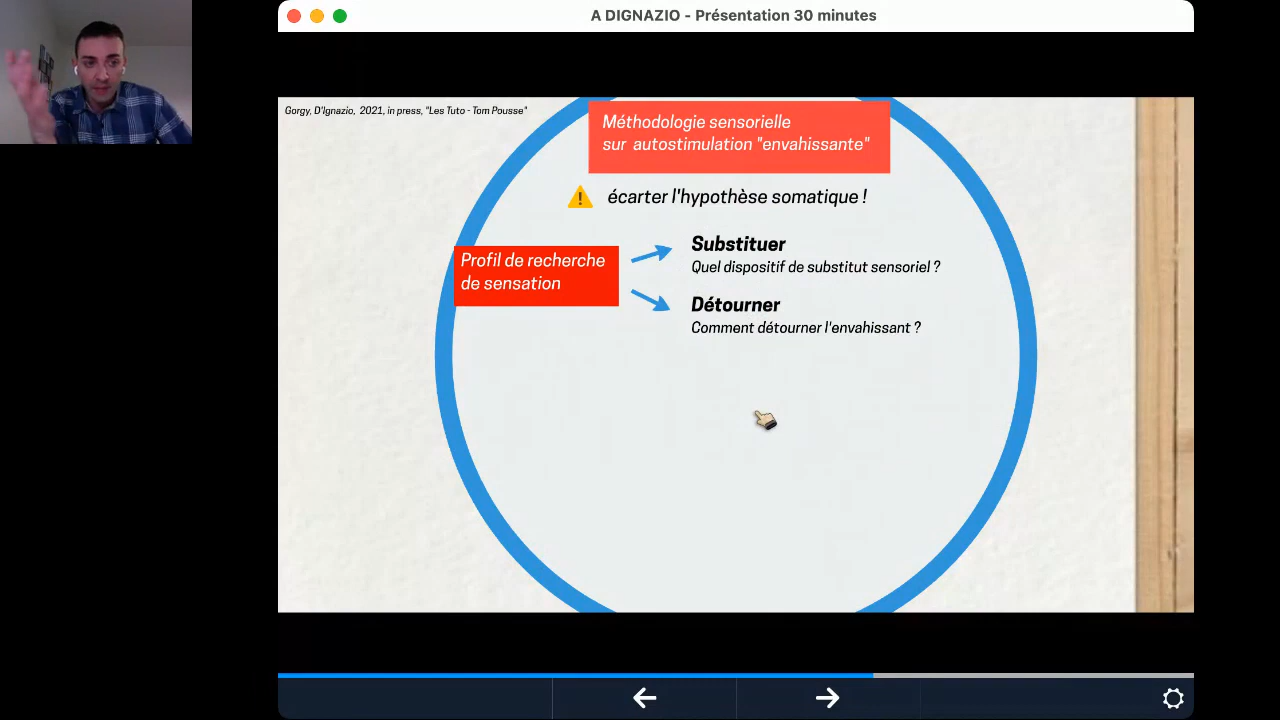 A DIGNAZIO - Présentation 30 minutes
Gorgy, D'Ignazio, 2021, in press, "Les Tuto - Tom Pousse"
Méthodologie sensorielle
sur autostimulation "envahissante"
écarter l'hypothèse somatique !
Profil de recherche
de sensation
Substituer
Quel dispositif de substitut sensoriel ?
Détourner
Comment détourner l'envahissant ?